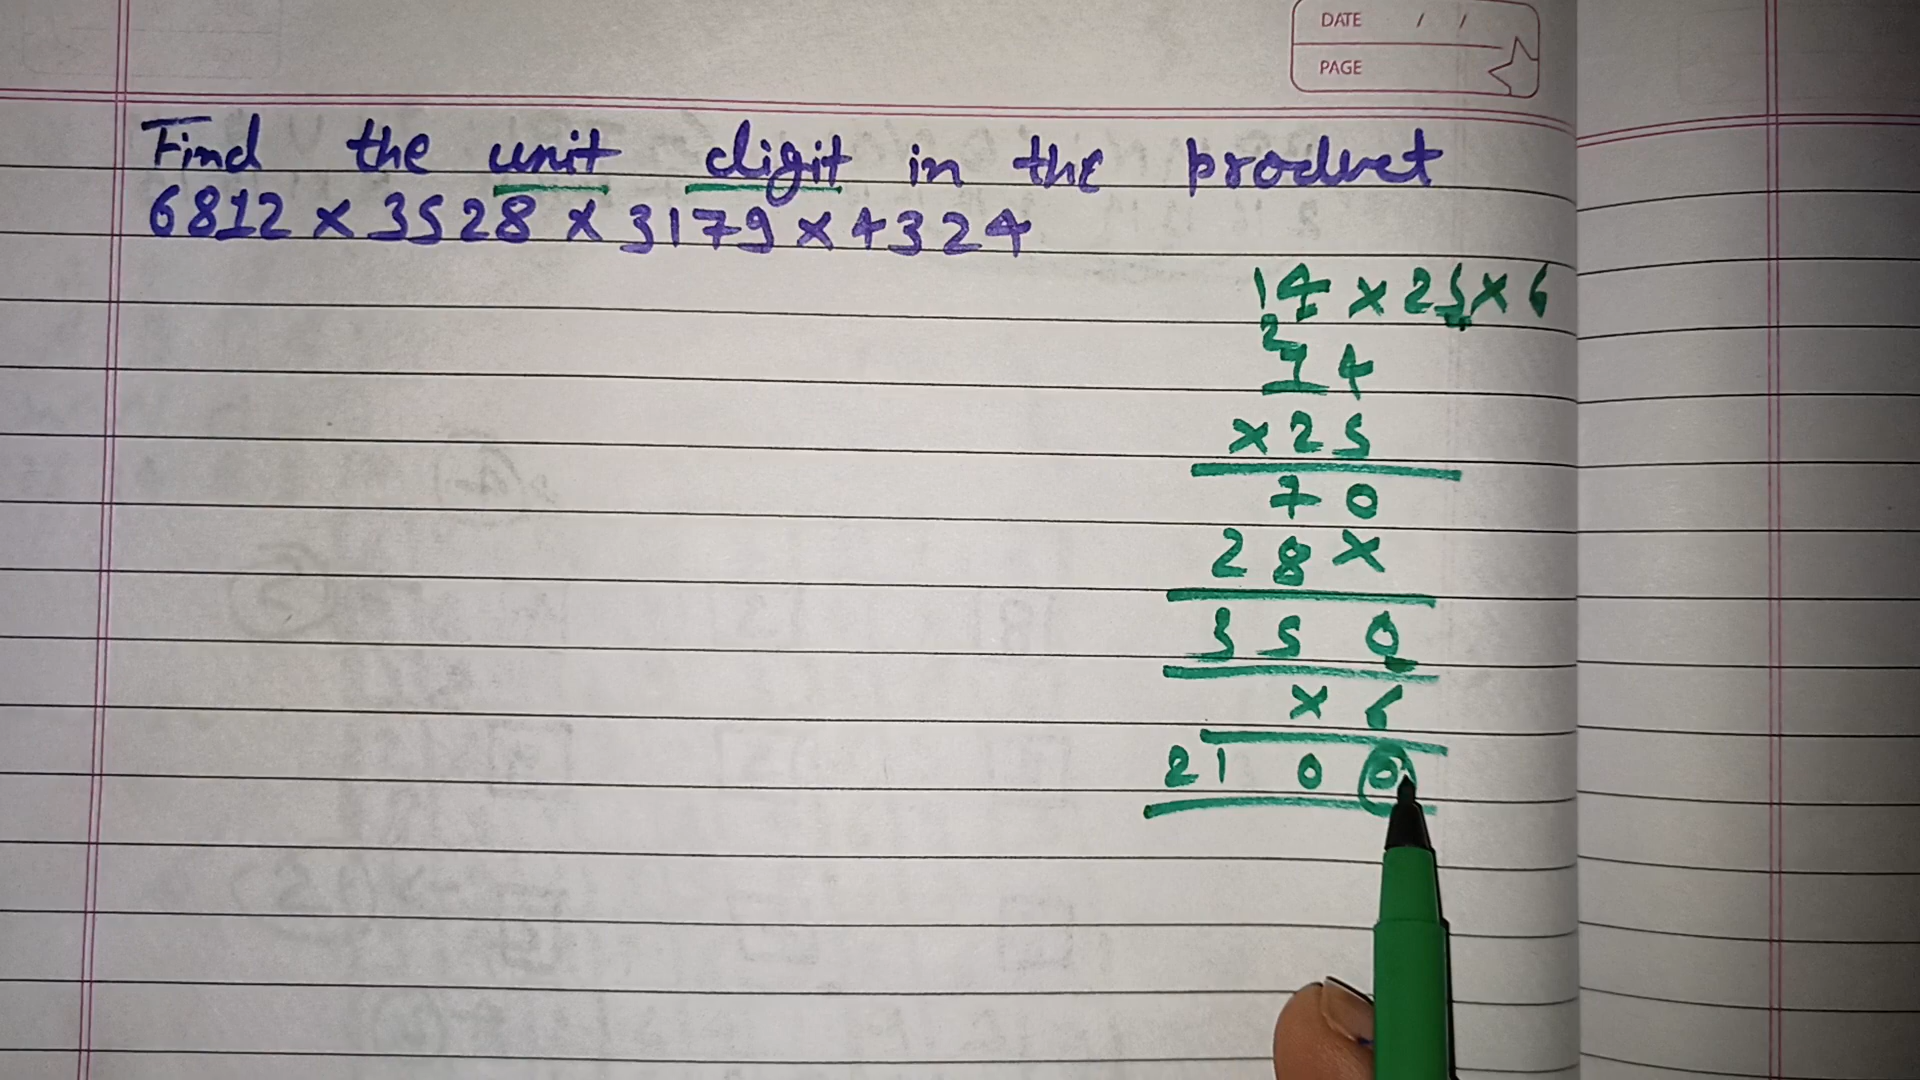 DATE / /
PAGE
Find the unit digit in the product
6812 × 3528 × 3179 × 4324
14 × 25 × 6
2
14
× 25
70
28×
350
× 6
2100